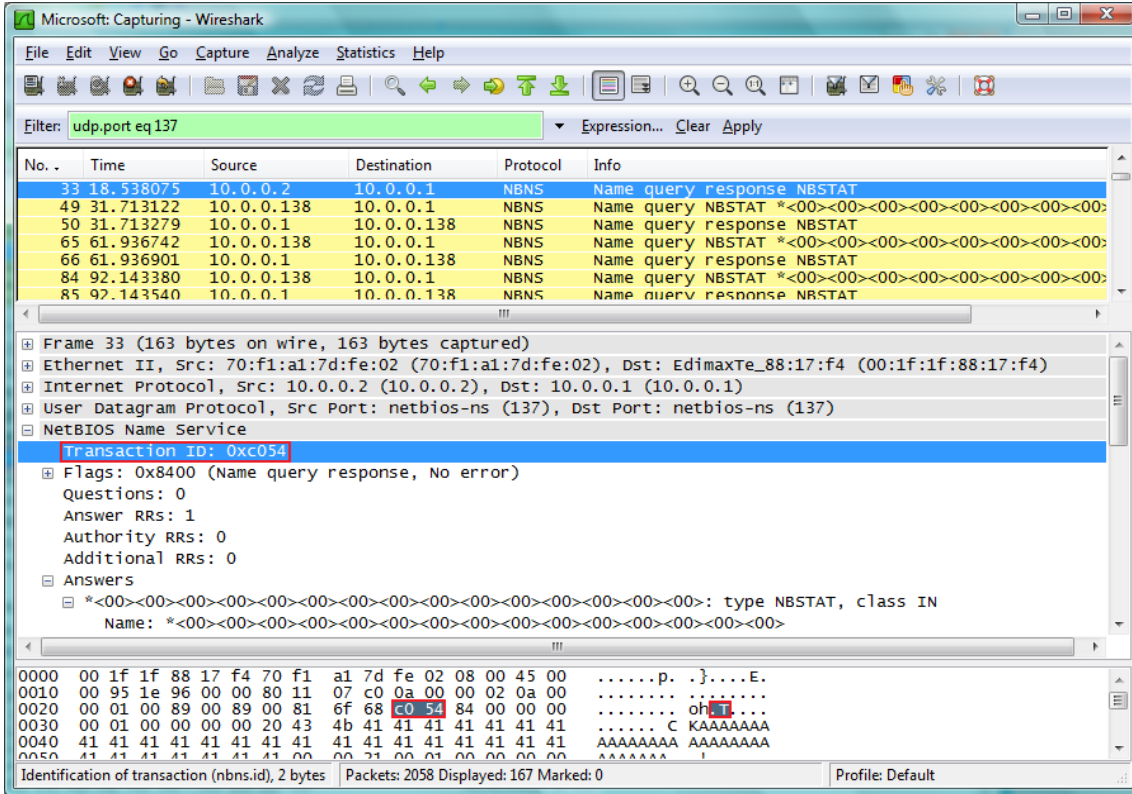 Microsoft: Capturing - Wireshark
File Edit View Go Capture Analyze Statistics Help
Filter: udp.port eq 137 Expression... Clear Apply
No. . Time Source Destination Protocol Info
33 18.538075 10.0.0.2 10.0.0.1 NBNS Name query response NBSTAT
49 31.713122 10.0.0.138 10.0.0.1 NBNS Name query NBSTAT *<00><00><00><00><00><00><00><00>
50 31.713279 10.0.0.1 10.0.0.138 NBNS Name query response NBSTAT
65 61.936742 10.0.0.138 10.0.0.1 NBNS Name query NBSTAT *<00><00><00><00><00><00><00><00>
66 61.936901 10.0.0.1 10.0.0.138 NBNS Name query response NBSTAT
84 92.143380 10.0.0.138 10.0.0.1 NBNS Name query NBSTAT *<00><00><00><00><00><00><00><00>
85 92.143540 10.0.0.1 10.0.0.138 NBNS Name query response NBSTAT
Frame 33 (163 bytes on wire, 163 bytes captured)
Ethernet II, Src: 70:f1:a1:7d:fe:02 (70:f1:a1:7d:fe:02), Dst: EdimaxTe_88:17:f4 (00:1f:1f:88:17:f4)
Internet Protocol, Src: 10.0.0.2 (10.0.0.2), Dst: 10.0.0.1 (10.0.0.1)
User Datagram Protocol, Src Port: netbios-ns (137), Dst Port: netbios-ns (137)
NetBIOS Name Service
Transaction ID: 0xc054
Flags: 0x8400 (Name query response, No error)
Questions: 0
Answer RRs: 1
Authority RRs: 0
Additional RRs: 0
Answers
*<00><00><00><00><00><00><00><00><00><00><00><00><00><00><00>: type NBSTAT, class IN
Name: *<00><00><00><00><00><00><00><00><00><00><00><00><00><00><00>
0000 00 1f 1f 88 17 f4 70 f1 a1 7d fe 02 08 00 45 00 ......p. .}....E.
0010 00 95 1e 96 00 00 80 11 07 c0 0a 00 00 02 0a 00 ........ ........
0020 00 01 00 89 00 89 00 81 6f 68 c0 54 84 00 00 00 ........ oh.T....
0030 00 01 00 00 00 00 20 43 4b 41 41 41 41 41 41 41 ...... C KAAAAAAA
0040 41 41 41 41 41 41 41 41 41 41 41 41 41 41 41 41 AAAAAAAA AAAAAAAA
0050 41 41 41 41 41 41 41 00 00 21 00 01 00 00 00 00 AAAAAAA. .!......
Identification of transaction (nbns.id), 2 bytes Packets: 2058 Displayed: 167 Marked: 0 Profile: Default